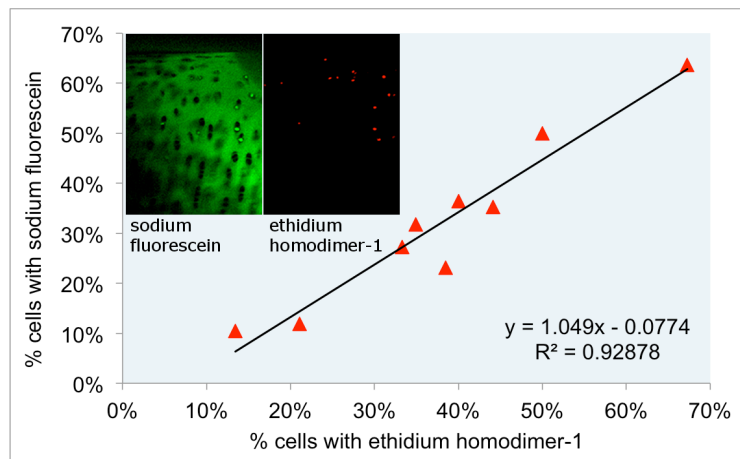 70%
60%
50%
40%
30%
20%
10%
0%
% cells with sodium fluorescein
sodium
fluorescein
ethidium
homodimer-1
y = 1.049x - 0.0774
R² = 0.92878
0% 10% 20% 30% 40% 50% 60% 70%
% cells with ethidium homodimer-1